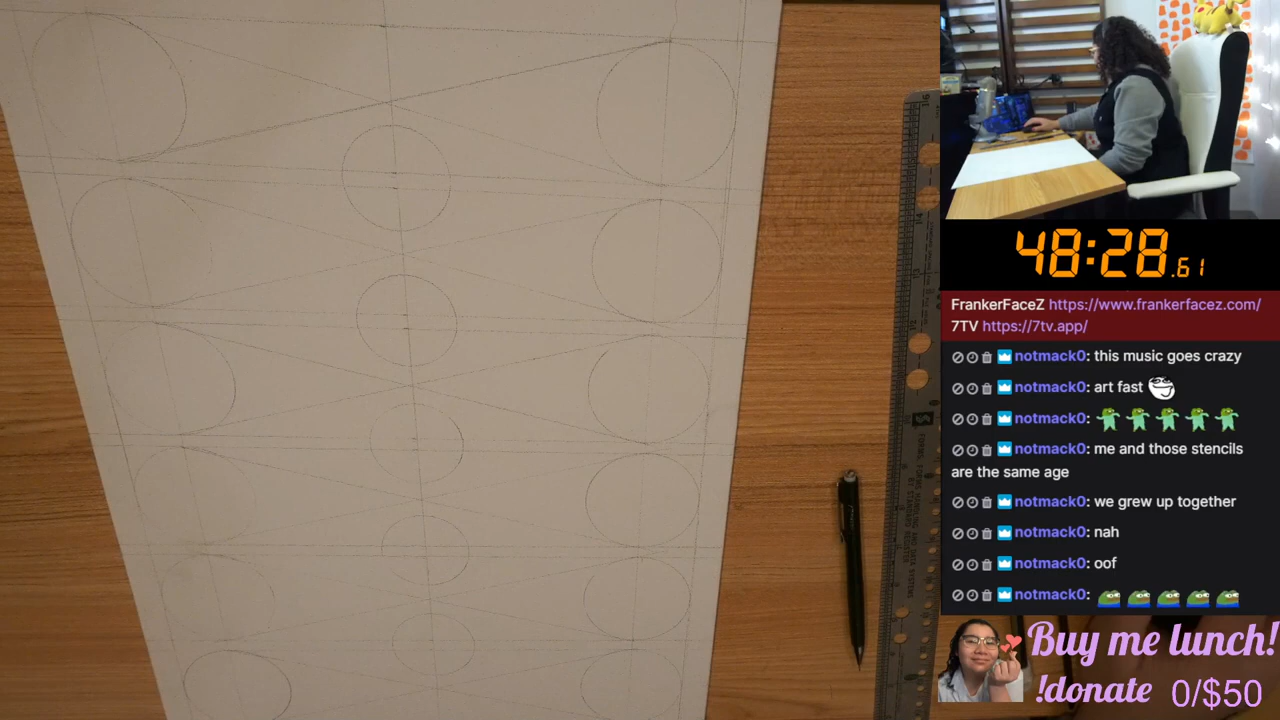 48:28.61
FrankerFaceZ https://www.frankerfacez.com/
7TV https://7tv.app/
notmack0: this music goes crazy
notmack0: art fast
notmack0:
notmack0: me and those stencils
are the same age
notmack0: we grew up together
notmack0: nah
notmack0: oof
notmack0:
Buy me lunch!
!donate 0/$50